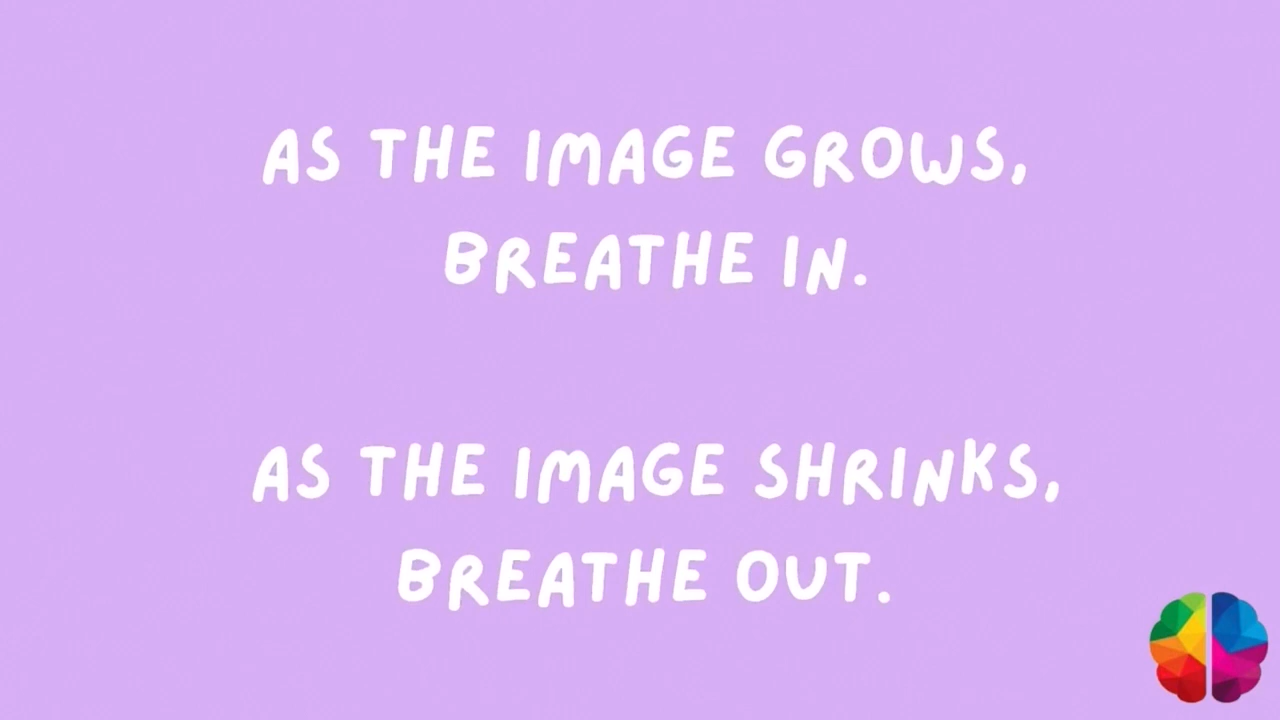 AS THE IMAGE GROWS,
BREATHE IN.
AS THE IMAGE SHRINKS,
BREATHE OUT.